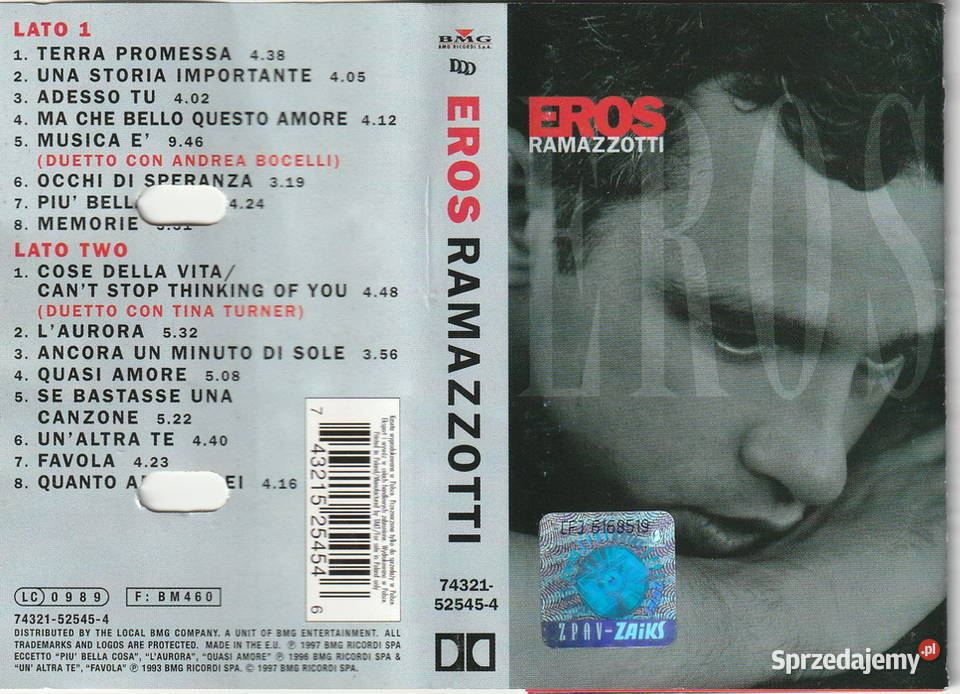 LATO 1
1. TERRA PROMESSA 4.38
2. UNA STORIA IMPORTANTE 4.05
3. ADESSO TU 4.02
4. MA CHE BELLO QUESTO AMORE 4.12
5. MUSICA E' 9.46
(DUETTO CON ANDREA BOCELLI)
6. OCCHI DI SPERANZA 3.19
7. PIU' BELL 4.24
8. MEMORIE
LATO TWO
1. COSE DELLA VITA/
CAN'T STOP THINKING OF YOU 4.48
(DUETTO CON TINA TURNER)
2. L'AURORA 5.32
3. ANCORA UN MINUTO DI SOLE 3.56
4. QUASI AMORE 5.08
5. SE BASTASSE UNA
CANZONE 5.22
6. UN'ALTRA TE 4.40
7. FAVOLA 4.23
8. QUANTO A EI 4.16
LC 0989 F: BM460
74321-52545-4
DISTRIBUTED BY THE LOCAL BMG COMPANY. A UNIT OF BMG ENTERTAINMENT. ALL
TRADEMARKS AND LOGOS ARE PROTECTED. MADE IN THE E.U. ℗ 1997 BMG RICORDI SPA
ECCETTO "PIU' BELLA COSA", "L'AURORA", "QUASI AMORE" ℗ 1996 BMG RICORDI SPA &
"UN' ALTRA TE", "FAVOLA" ℗ 1993 BMG RICORDI SPA. © 1997 BMG RICORDI SPA.
7 43215 25454 6
BMG
BMG RICORDI S.p.A.
DDD
EROS RAMAZZOTTI
74321-
52545-4
EROS
RAMAZZOTTI
EROS
LFJ 6168519
ZPAV-ZAiKS
Sprzedajemy.pl